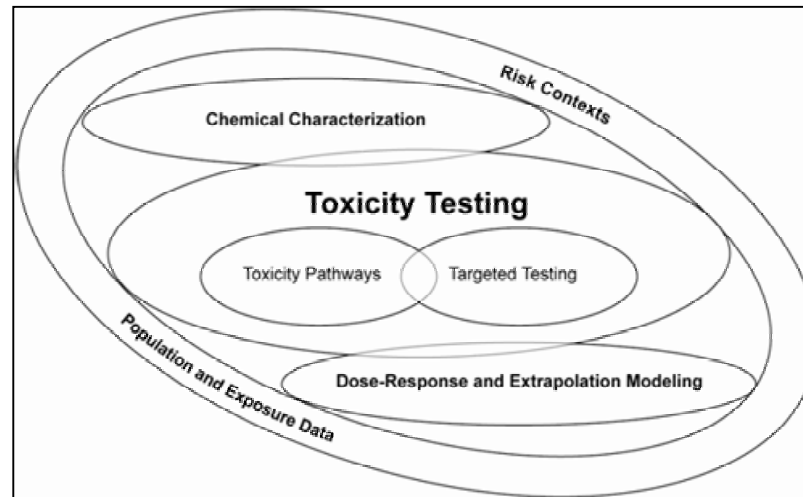 Risk Contexts
Chemical Characterization
Toxicity Testing
Toxicity Pathways
Targeted Testing
Population and Exposure Data
Dose-Response and Extrapolation Modeling